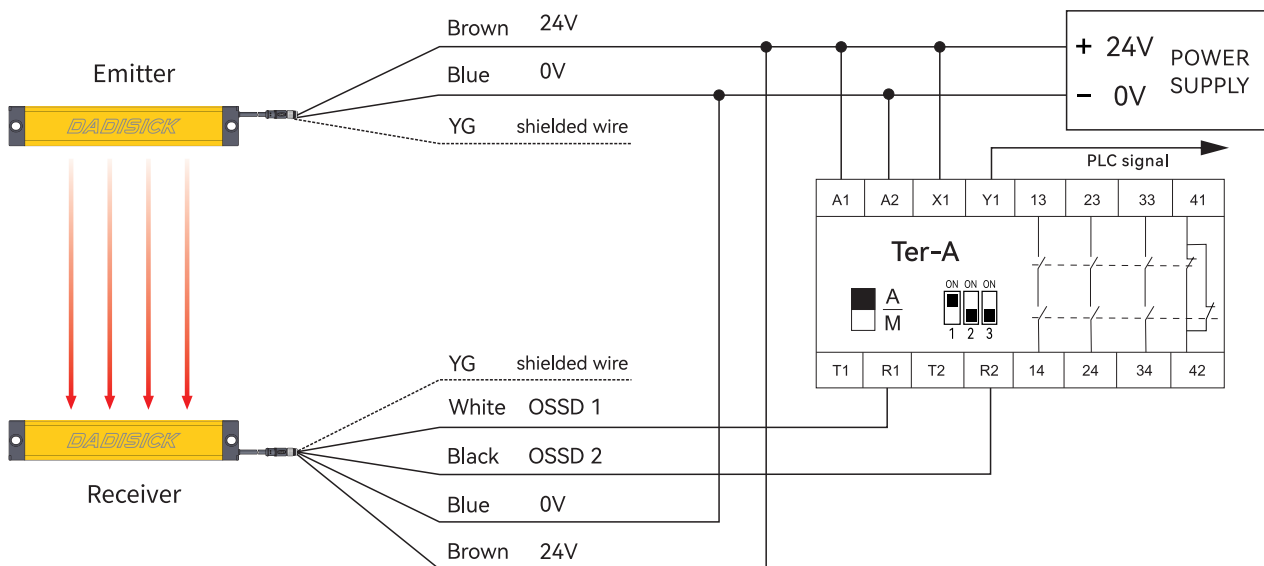 Emitter
DADISICK
Brown 24V
Blue 0V
YG shielded wire
+ 24V
- 0V
POWER
SUPPLY
PLC signal
A1 A2 X1 Y1 13 23 33 41
Ter-A
A
M
ON ON ON
1 2 3
T1 R1 T2 R2 14 24 34 42
YG shielded wire
White OSSD 1
Black OSSD 2
Blue 0V
Brown 24V
DADISICK
Receiver